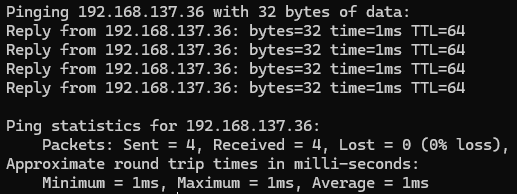 Pinging 192.168.137.36 with 32 bytes of data:
Reply from 192.168.137.36: bytes=32 time=1ms TTL=64
Reply from 192.168.137.36: bytes=32 time=1ms TTL=64
Reply from 192.168.137.36: bytes=32 time=1ms TTL=64
Reply from 192.168.137.36: bytes=32 time=1ms TTL=64

Ping statistics for 192.168.137.36:
    Packets: Sent = 4, Received = 4, Lost = 0 (0% loss),
Approximate round trip times in milli-seconds:
    Minimum = 1ms, Maximum = 1ms, Average = 1ms